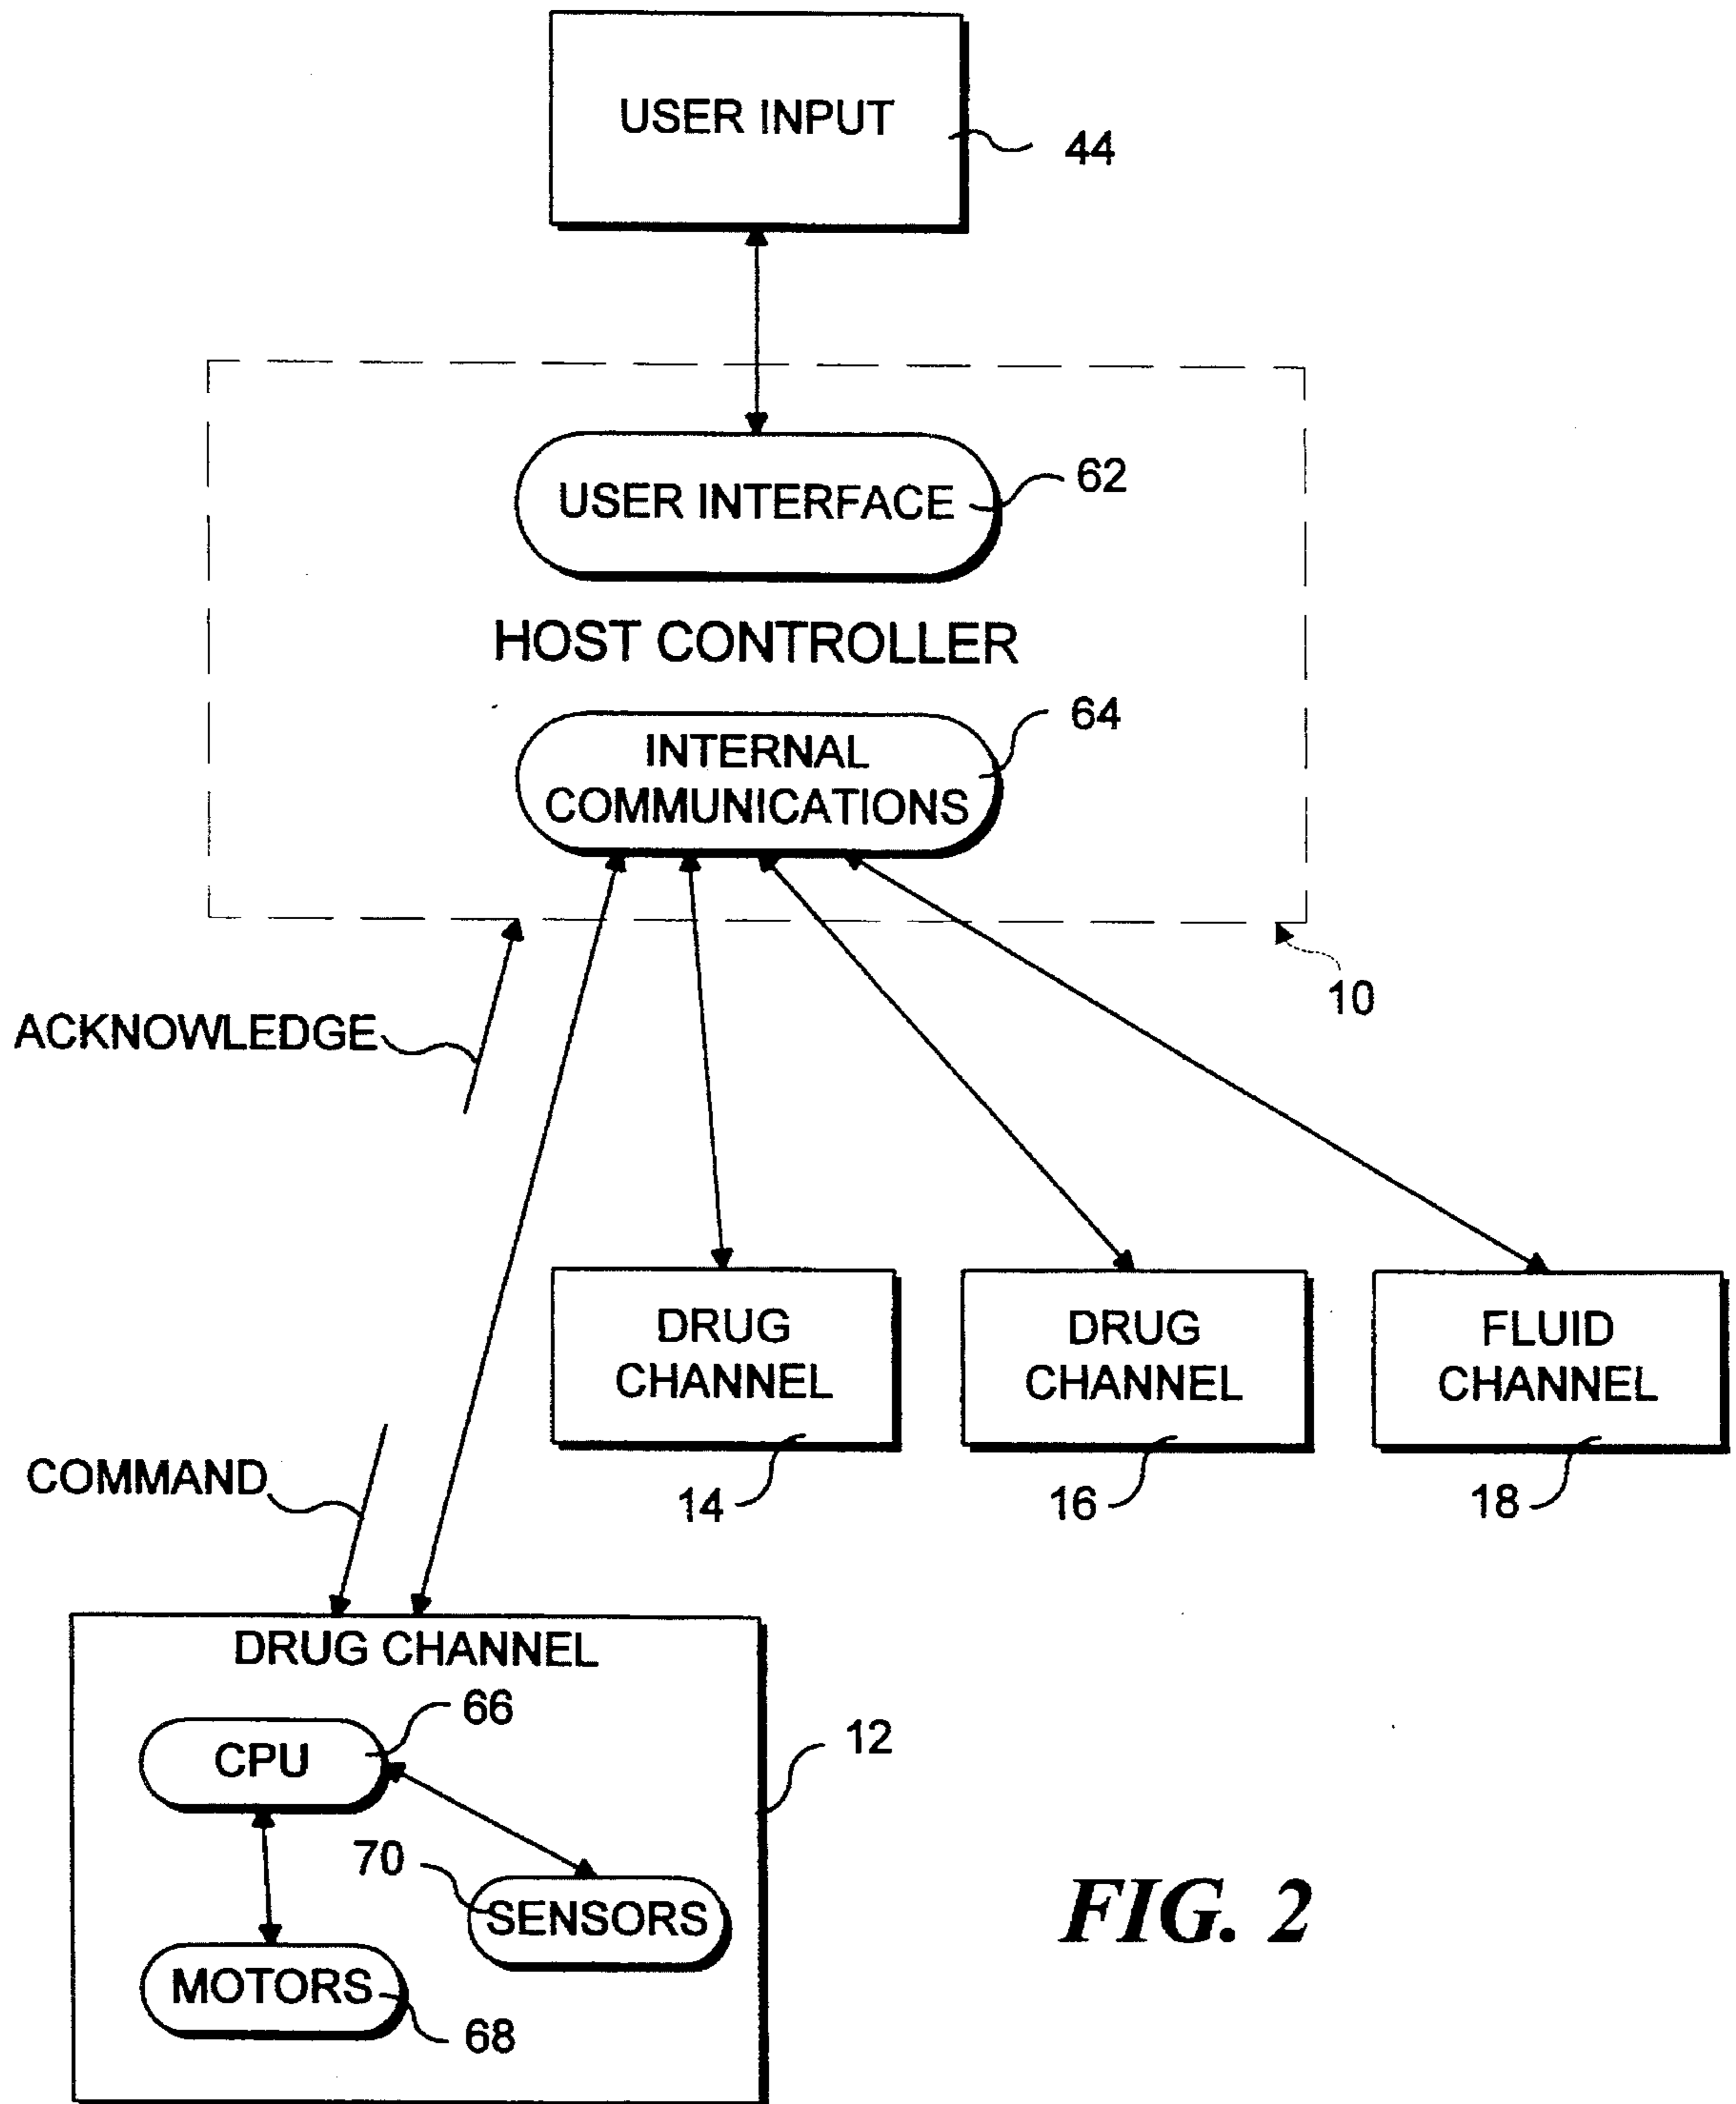 USER INPUT
44
USER INTERFACE
62
HOST CONTROLLER
64
INTERNAL
COMMUNICATIONS
10
ACKNOWLEDGE
DRUG
CHANNEL
14
DRUG
CHANNEL
16
FLUID
CHANNEL
18
COMMAND
DRUG CHANNEL
66
CPU
12
70
SENSORS
MOTORS
68
FIG. 2